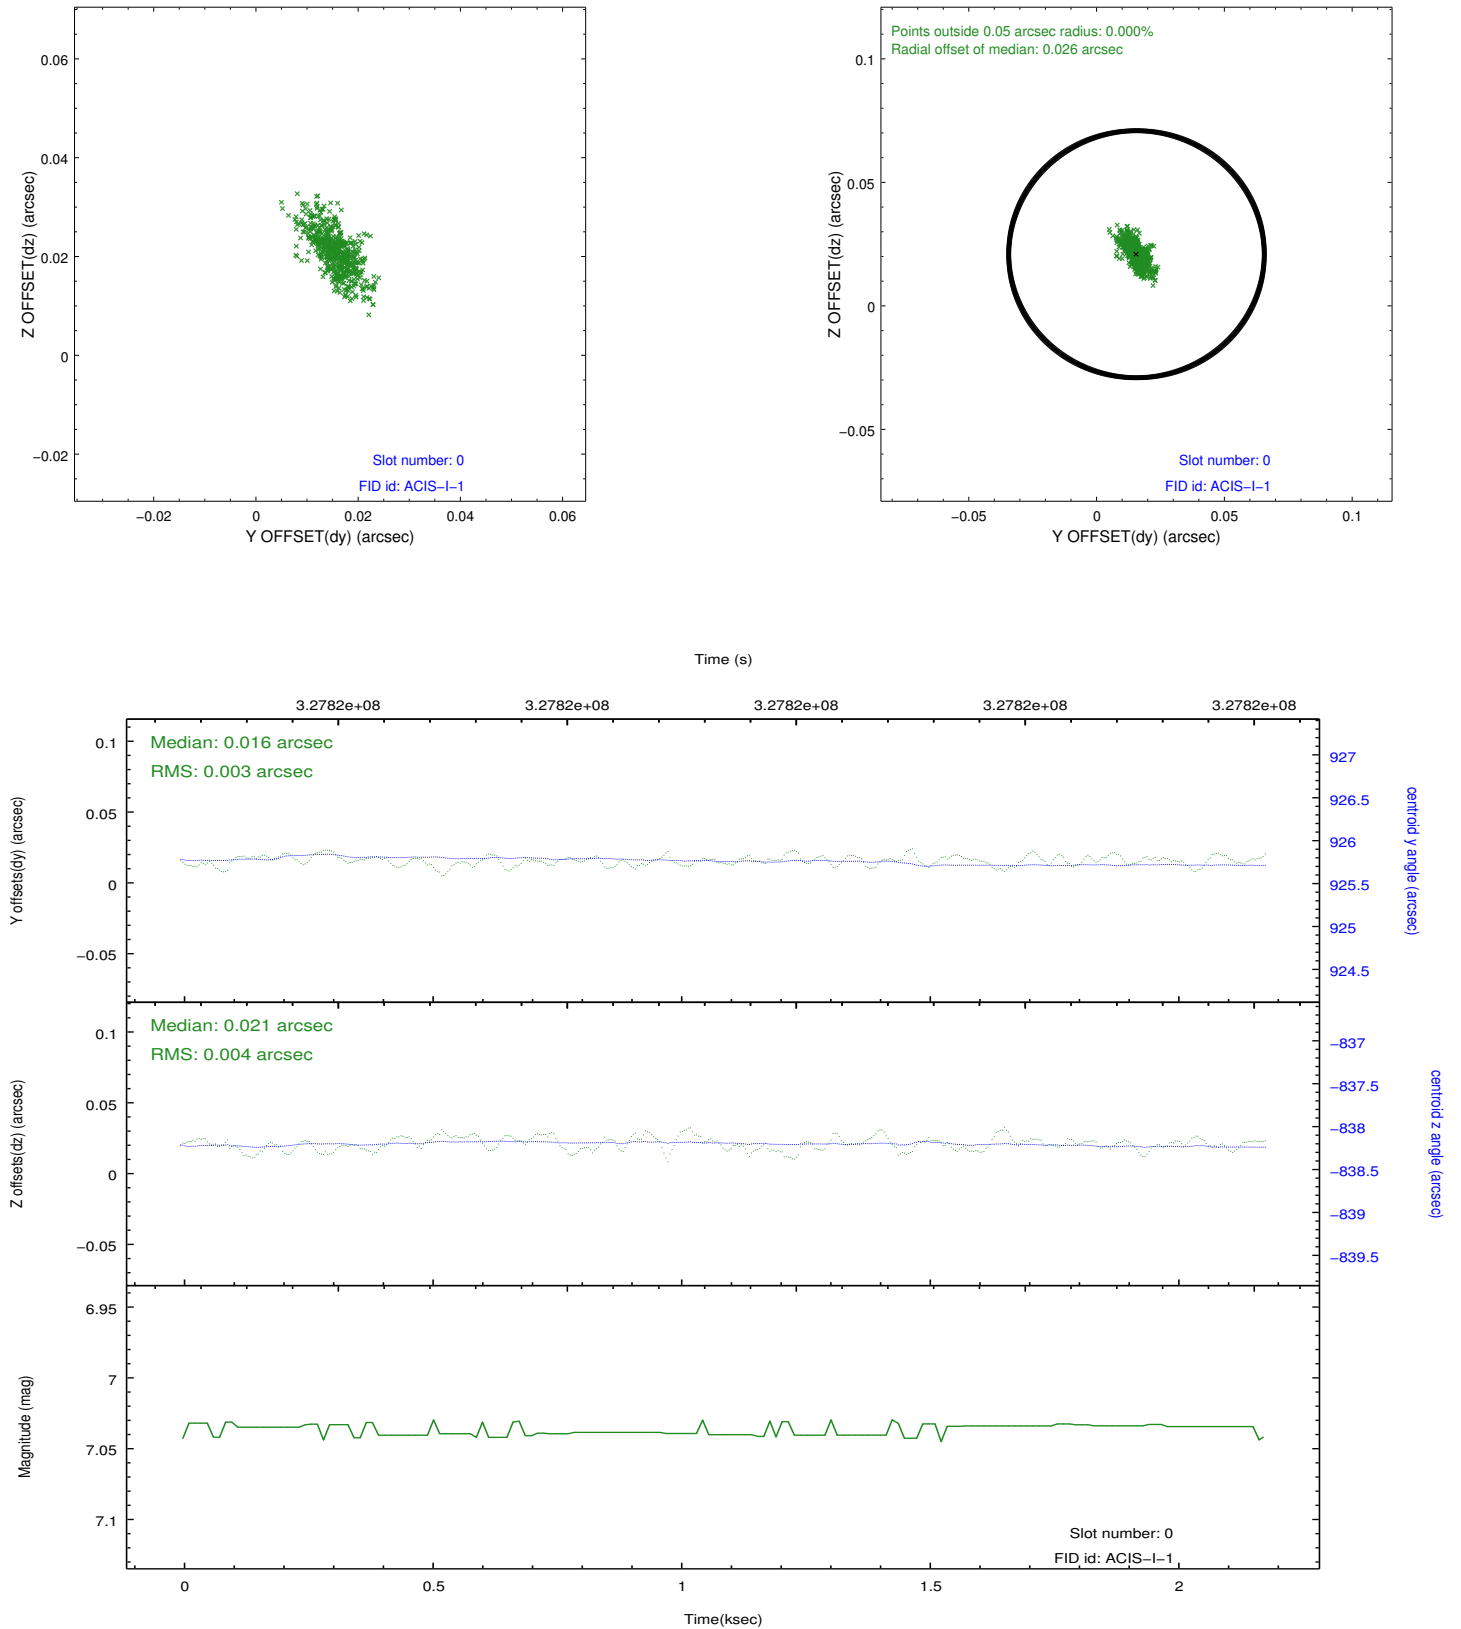 0.06
0.04
0.02
0
−0.02
Z OFFSET(dz) (arcsec)
Slot number: 0
FID id: ACIS−I−1
−0.02 0 0.02 0.04 0.06
Y OFFSET(dy) (arcsec)
Points outside 0.05 arcsec radius: 0.000%
Radial offset of median: 0.026 arcsec
0.1
0.05
0
−0.05
Z OFFSET(dz) (arcsec)
Slot number: 0
FID id: ACIS−I−1
−0.05 0 0.05 0.1
Y OFFSET(dy) (arcsec)
Time (s)
3.2782e+08 3.2782e+08 3.2782e+08 3.2782e+08 3.2782e+08
Median: 0.016 arcsec
RMS: 0.003 arcsec
0.1
0.05
0
−0.05
Y offsets(dy) (arcsec)
927
926.5
926
925.5
925
924.5
centroid y angle (arcsec)
Median: 0.021 arcsec
RMS: 0.004 arcsec
0.1
0.05
0
−0.05
Z offsets(dz) (arcsec)
−837
−837.5
−838
−838.5
−839
−839.5
centroid z angle (arcsec)
6.95
7
7.05
7.1
Magnitude (mag)
Slot number: 0
FID id: ACIS−I−1
0 0.5 1 1.5 2
Time(ksec)